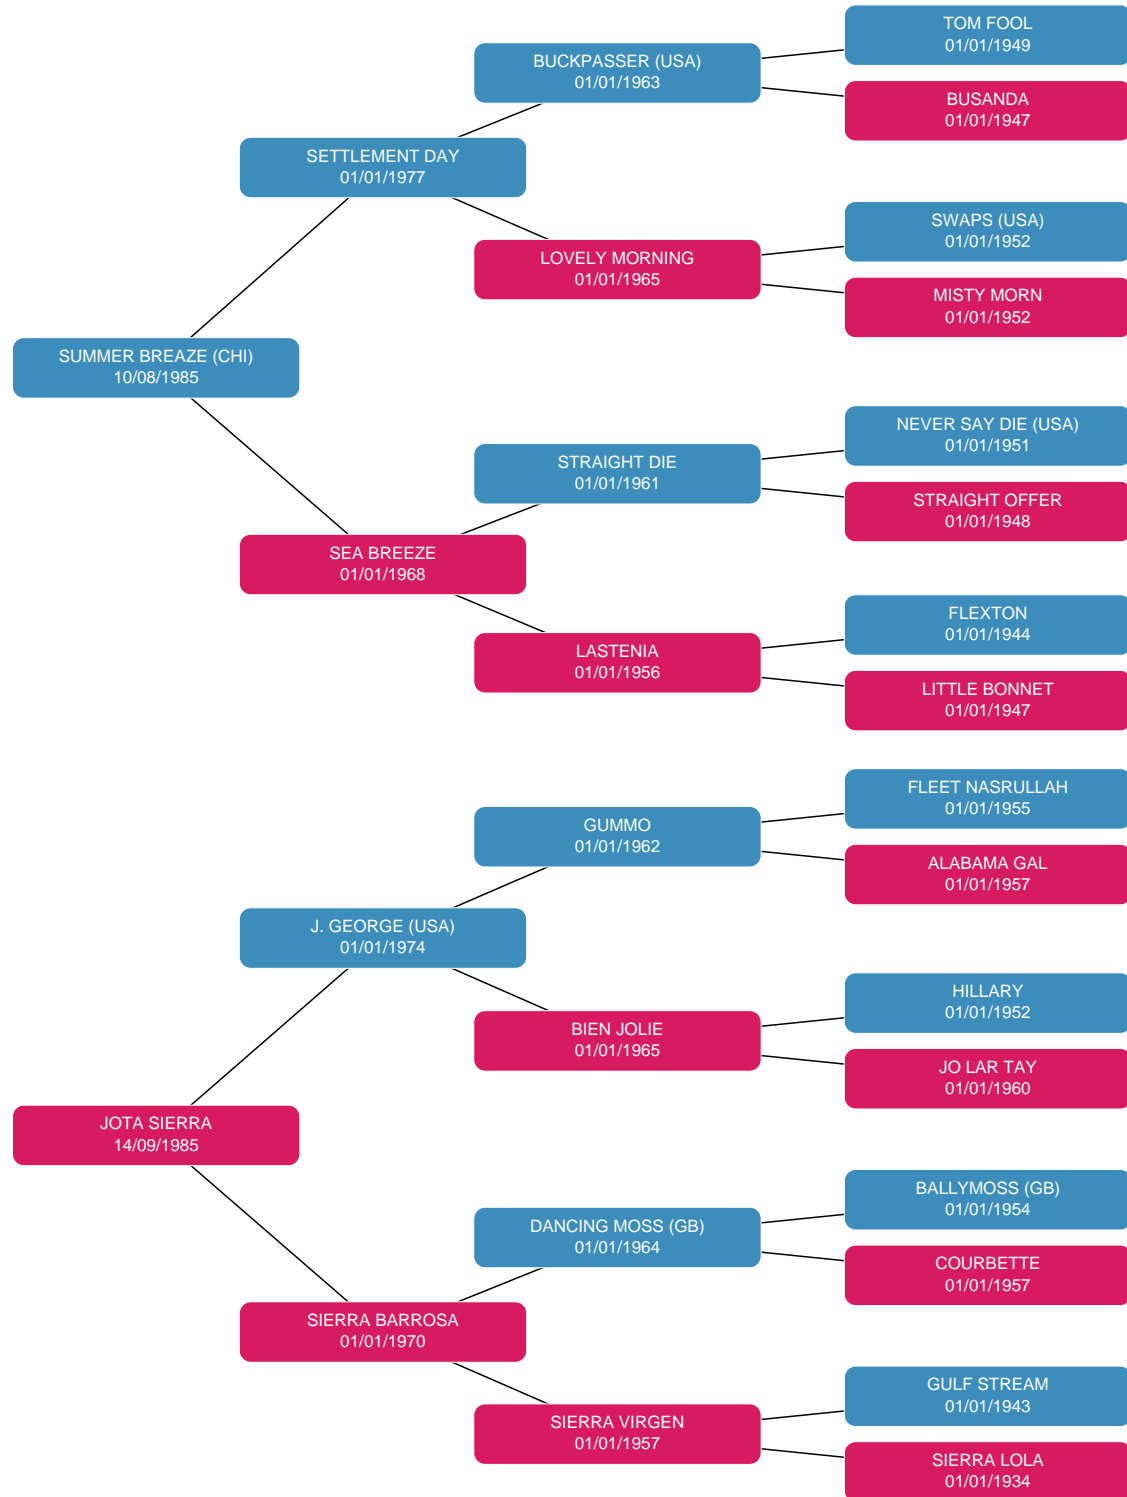 TOM FOOL
01/01/1949
BUCKPASSER (USA)
01/01/1963
BUSANDA
01/01/1947
SETTLEMENT DAY
01/01/1977
SWAPS (USA)
01/01/1952
LOVELY MORNING
01/01/1965
MISTY MORN
01/01/1952
SUMMER BREAZE (CHI)
10/08/1985
NEVER SAY DIE (USA)
01/01/1951
STRAIGHT DIE
01/01/1961
STRAIGHT OFFER
01/01/1948
SEA BREEZE
01/01/1968
FLEXTON
01/01/1944
LASTENIA
01/01/1956
LITTLE BONNET
01/01/1947
FLEET NASRULLAH
01/01/1955
GUMMO
01/01/1962
ALABAMA GAL
01/01/1957
J. GEORGE (USA)
01/01/1974
HILLARY
01/01/1952
BIEN JOLIE
01/01/1965
JO LAR TAY
01/01/1960
JOTA SIERRA
14/09/1985
BALLYMOSS (GB)
01/01/1954
DANCING MOSS (GB)
01/01/1964
COURBETTE
01/01/1957
SIERRA BARROSA
01/01/1970
GULF STREAM
01/01/1943
SIERRA VIRGEN
01/01/1957
SIERRA LOLA
01/01/1934